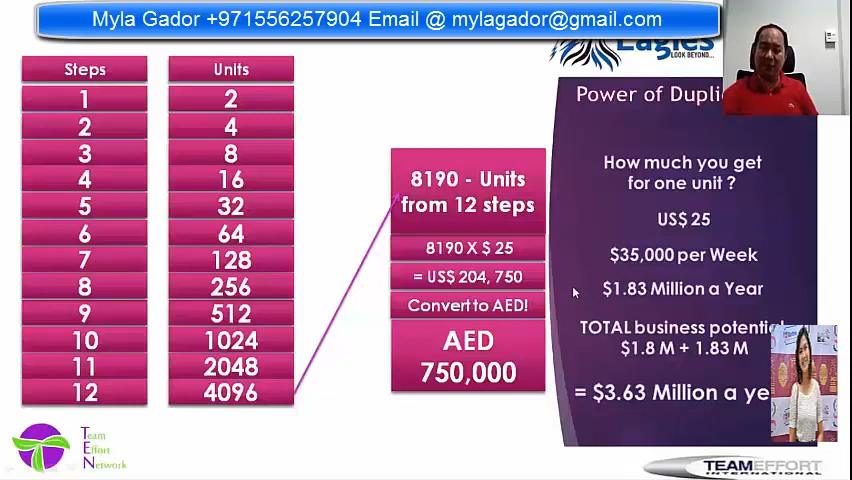 Myla Gador +971556257904 Email @ mylagador@gmail.com
Eagles
LOOK BEYOND...
Steps Units
1 2
2 4
3 8
4 16
5 32
6 64
7 128
8 256
9 512
10 1024
11 2048
12 4096
8190 - Units
from 12 steps
8190 X $ 25
= US$ 204, 750
Convert to AED!
AED
750,000
Power of
How much you get
for one unit ?
US$ 25
$35,000 per Week
$1.83 Million a Year
TOTAL business
$1.8 M + 1.83 M
= $3.63 Million a
Team
Effort
Network
TEAMEFFORT
INTERNATIONAL